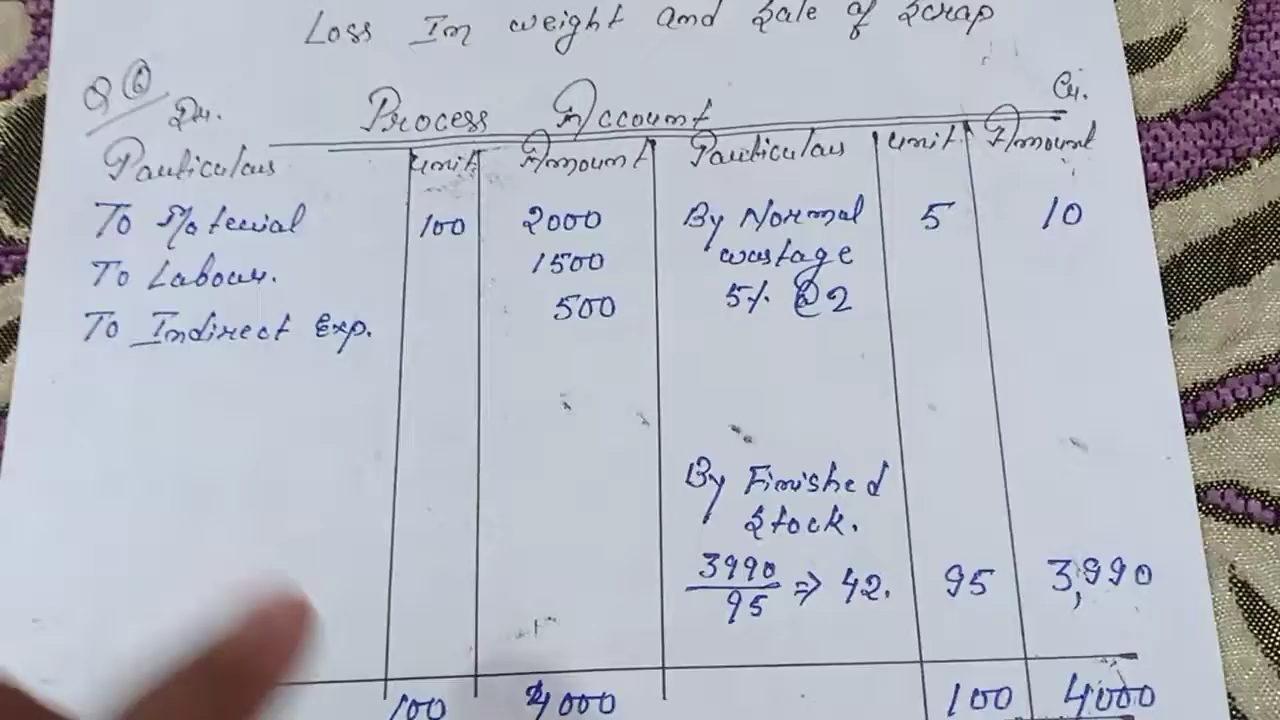 Loss In weight and Sale of Scrap
Q 6
Dr. Process Account Cr.
Particulars unit Amount Particulars unit Amount
To Material 100 2000 By Normal 5 10
To Labour. 1500 wastage
To Indirect Exp. 500 5% @2
By Finished
Stock.
3990/95 ⇒ 42. 95 3,990
100 4000 100 4000